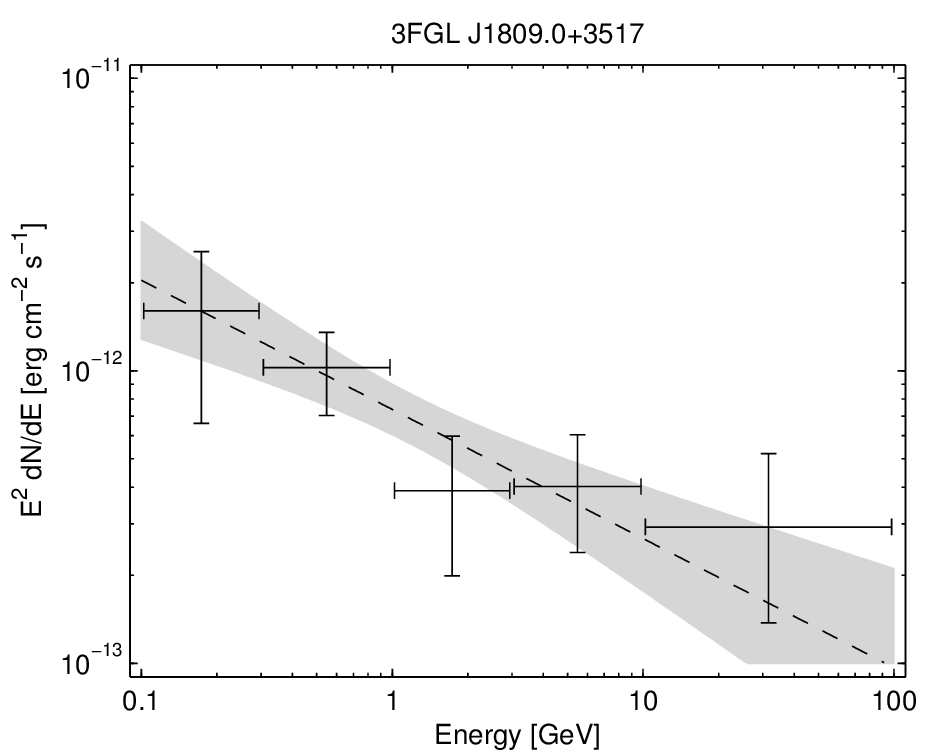 3FGL J1809.0+3517
10⁻¹¹
10⁻¹²
10⁻¹³
E² dN/dE [erg cm⁻² s⁻¹]
0.1 1 10 100
Energy [GeV]